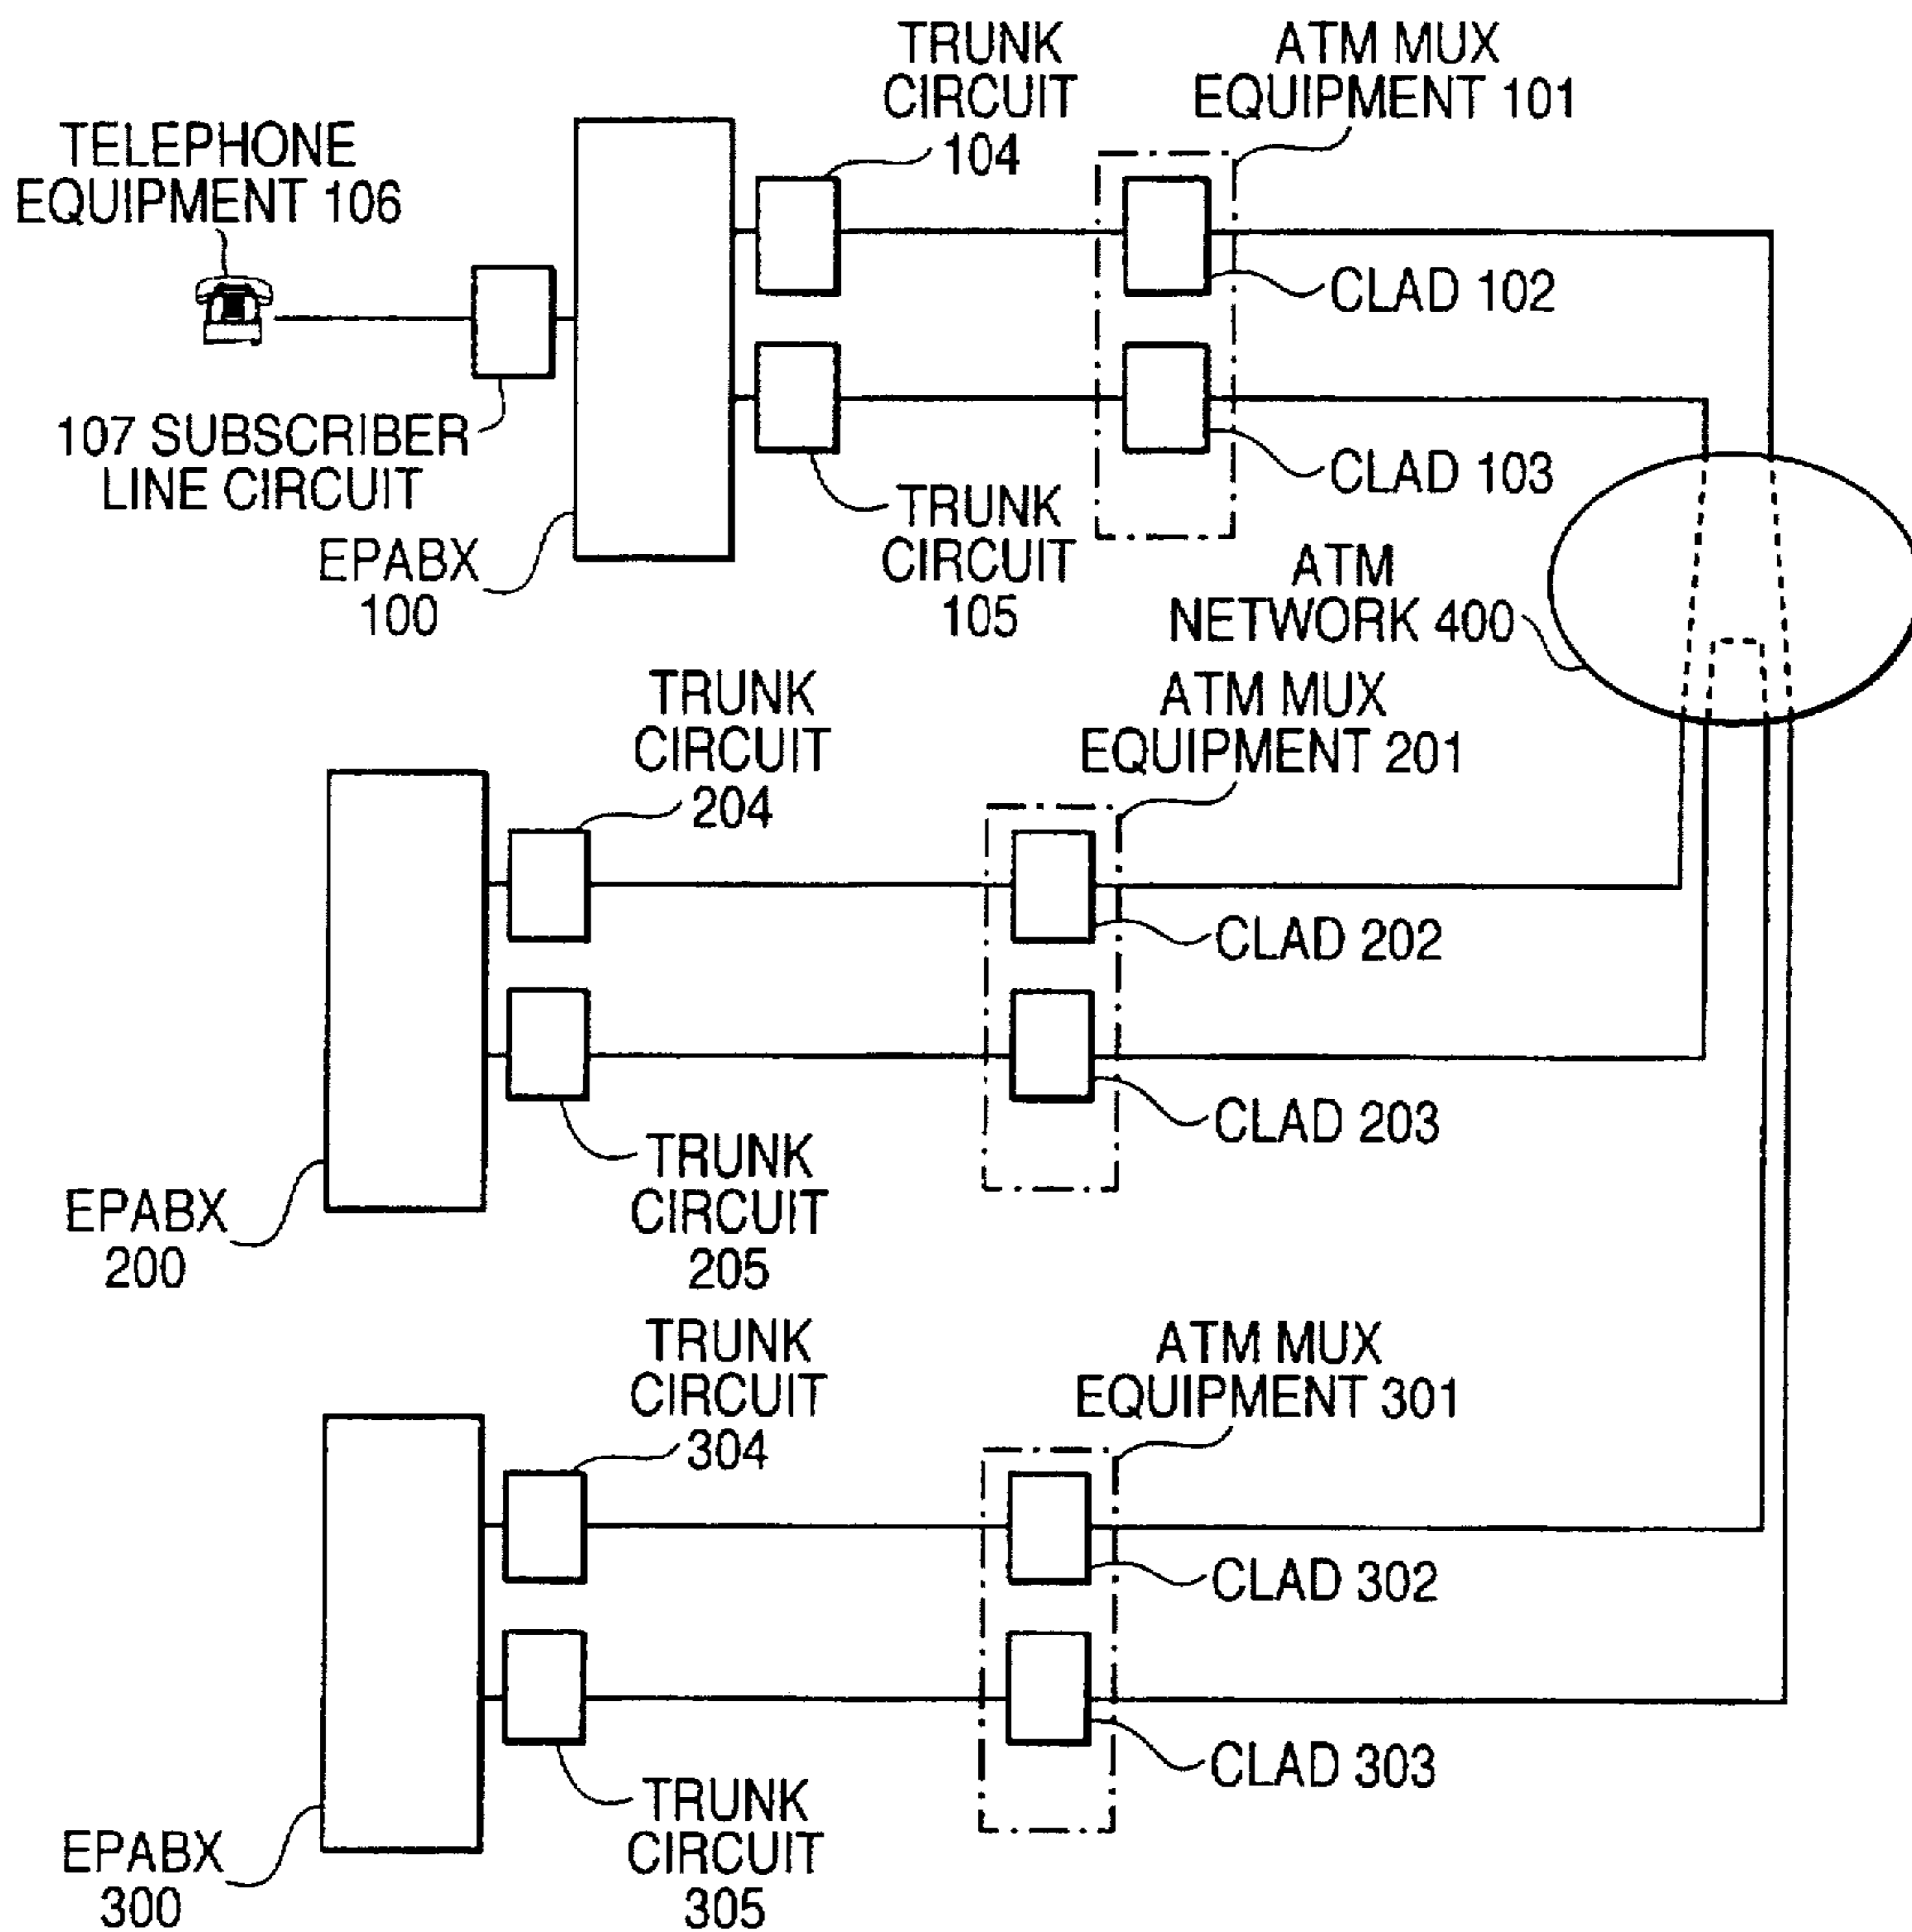 TRUNK
CIRCUIT
104
ATM MUX
EQUIPMENT 101
TELEPHONE
EQUIPMENT 106
CLAD 102
107 SUBSCRIBER
LINE CIRCUIT
CLAD 103
EPABX
100
TRUNK
CIRCUIT
105
ATM
NETWORK 400
TRUNK
CIRCUIT
204
ATM MUX
EQUIPMENT 201
CLAD 202
CLAD 203
EPABX
200
TRUNK
CIRCUIT
205
TRUNK
CIRCUIT
304
ATM MUX
EQUIPMENT 301
CLAD 302
CLAD 303
EPABX
300
TRUNK
CIRCUIT
305